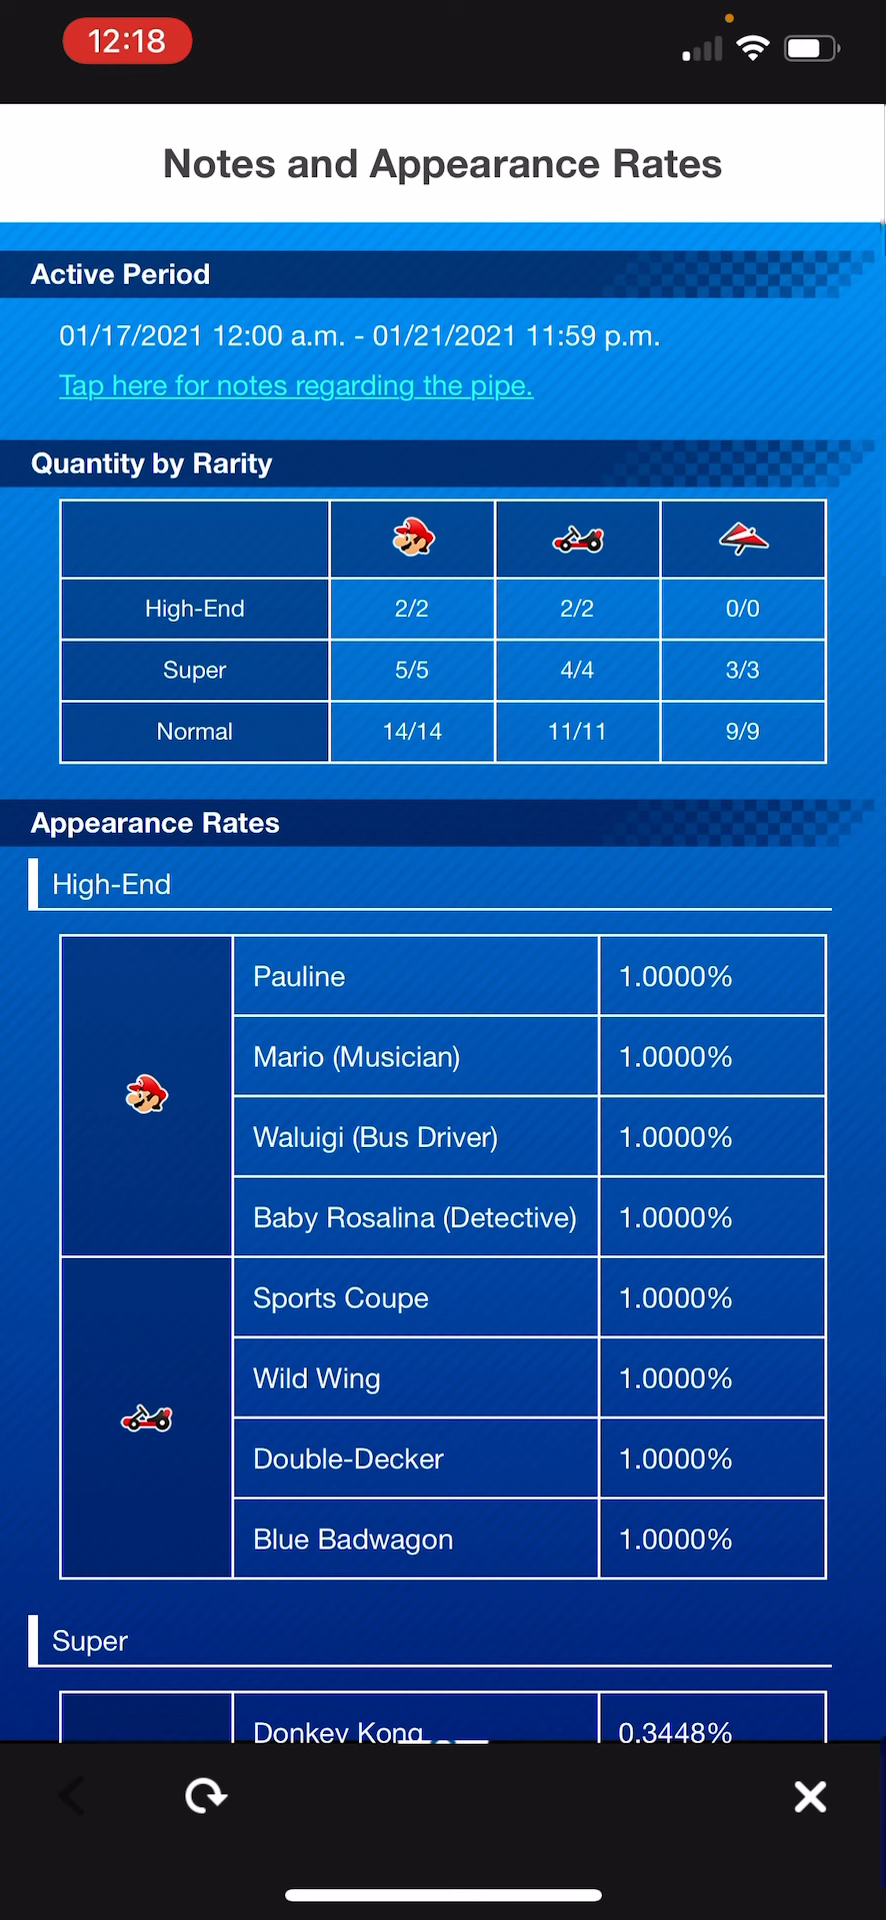 12:18
Notes and Appearance Rates
Active Period
01/17/2021 12:00 a.m. - 01/21/2021 11:59 p.m.
Tap here for notes regarding the pipe.
Quantity by Rarity
High-End 2/2 2/2 0/0
Super 5/5 4/4 3/3
Normal 14/14 11/11 9/9
Appearance Rates
High-End
Pauline 1.0000%
Mario (Musician) 1.0000%
Waluigi (Bus Driver) 1.0000%
Baby Rosalina (Detective) 1.0000%
Sports Coupe 1.0000%
Wild Wing 1.0000%
Double-Decker 1.0000%
Blue Badwagon 1.0000%
Super
Donkey Kong 0.3448%